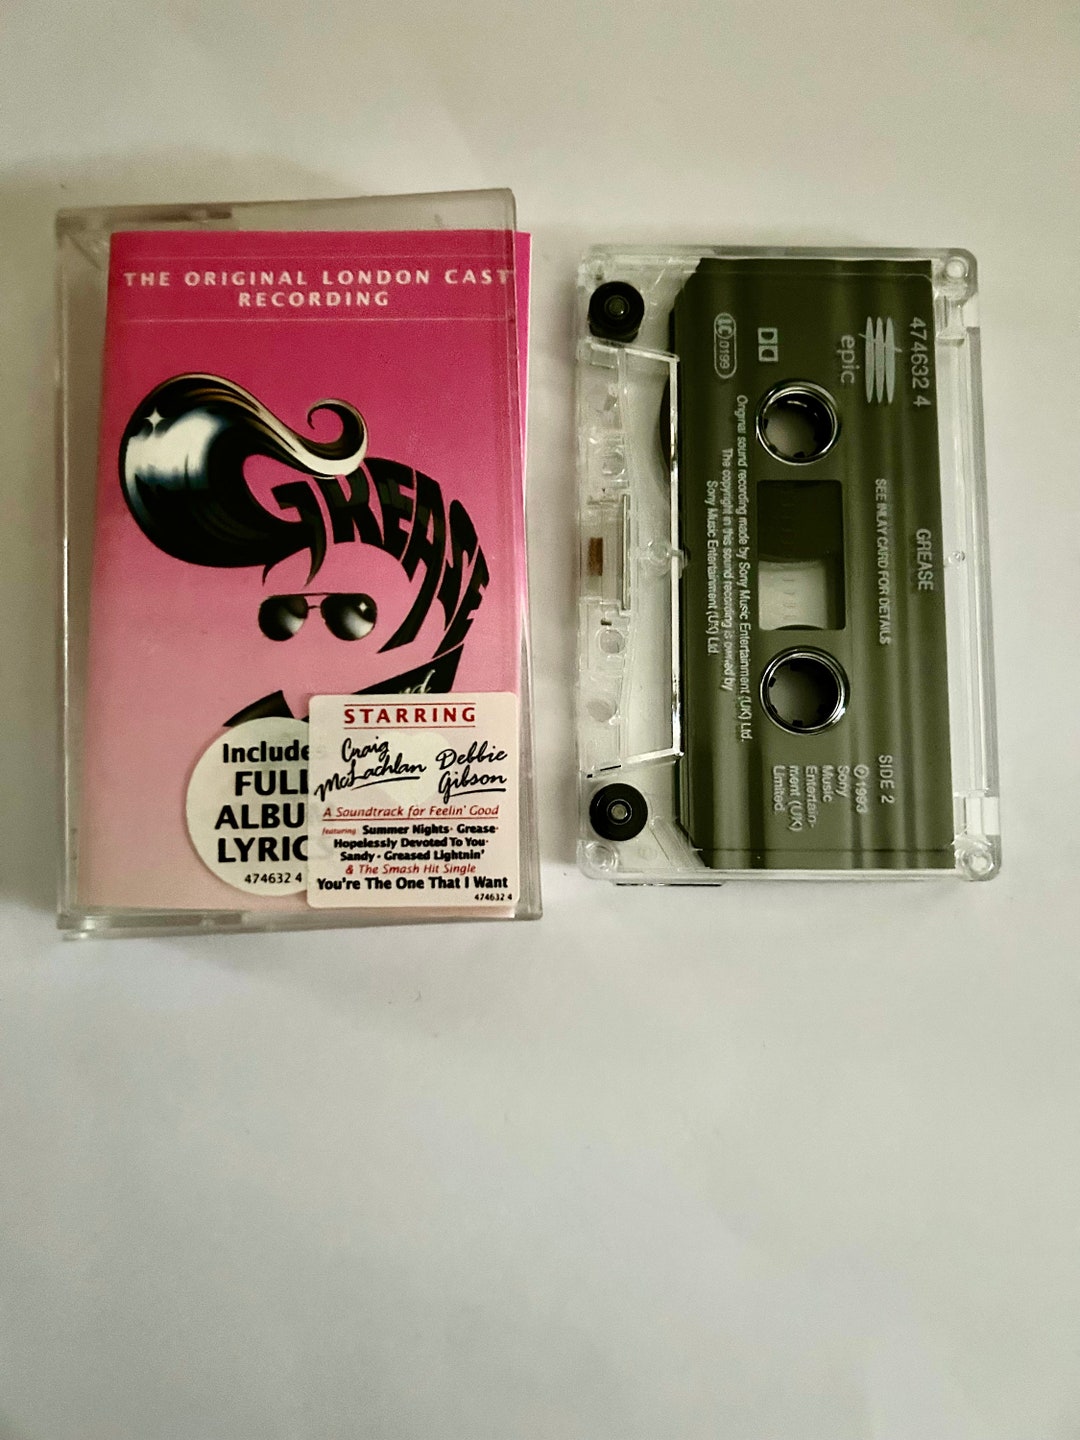 THE ORIGINAL LONDON CAST
RECORDING
GREASE
Include
FULL
ALBU
LYRIC
474632 4
STARRING
Craig
McLachlan
Debbie
Gibson
A Soundtrack for Feelin' Good
featuring Summer Nights · Grease ·
Hopelessly Devoted To You ·
Sandy · Greased Lightnin'
& The Smash Hit Single
You're The One That I Want
474632 4
474632 4
epic
LC 0199
GREASE
SEE INLAY CARD FOR DETAILS
SIDE 2
Ⓟ1993
Sony
Music
Entertain-
ment (UK)
Limited
Original sound recording made by Sony Music Entertainment (UK) Ltd.
The copyright in this sound recording is owned by
Sony Music Entertainment (UK) Ltd.